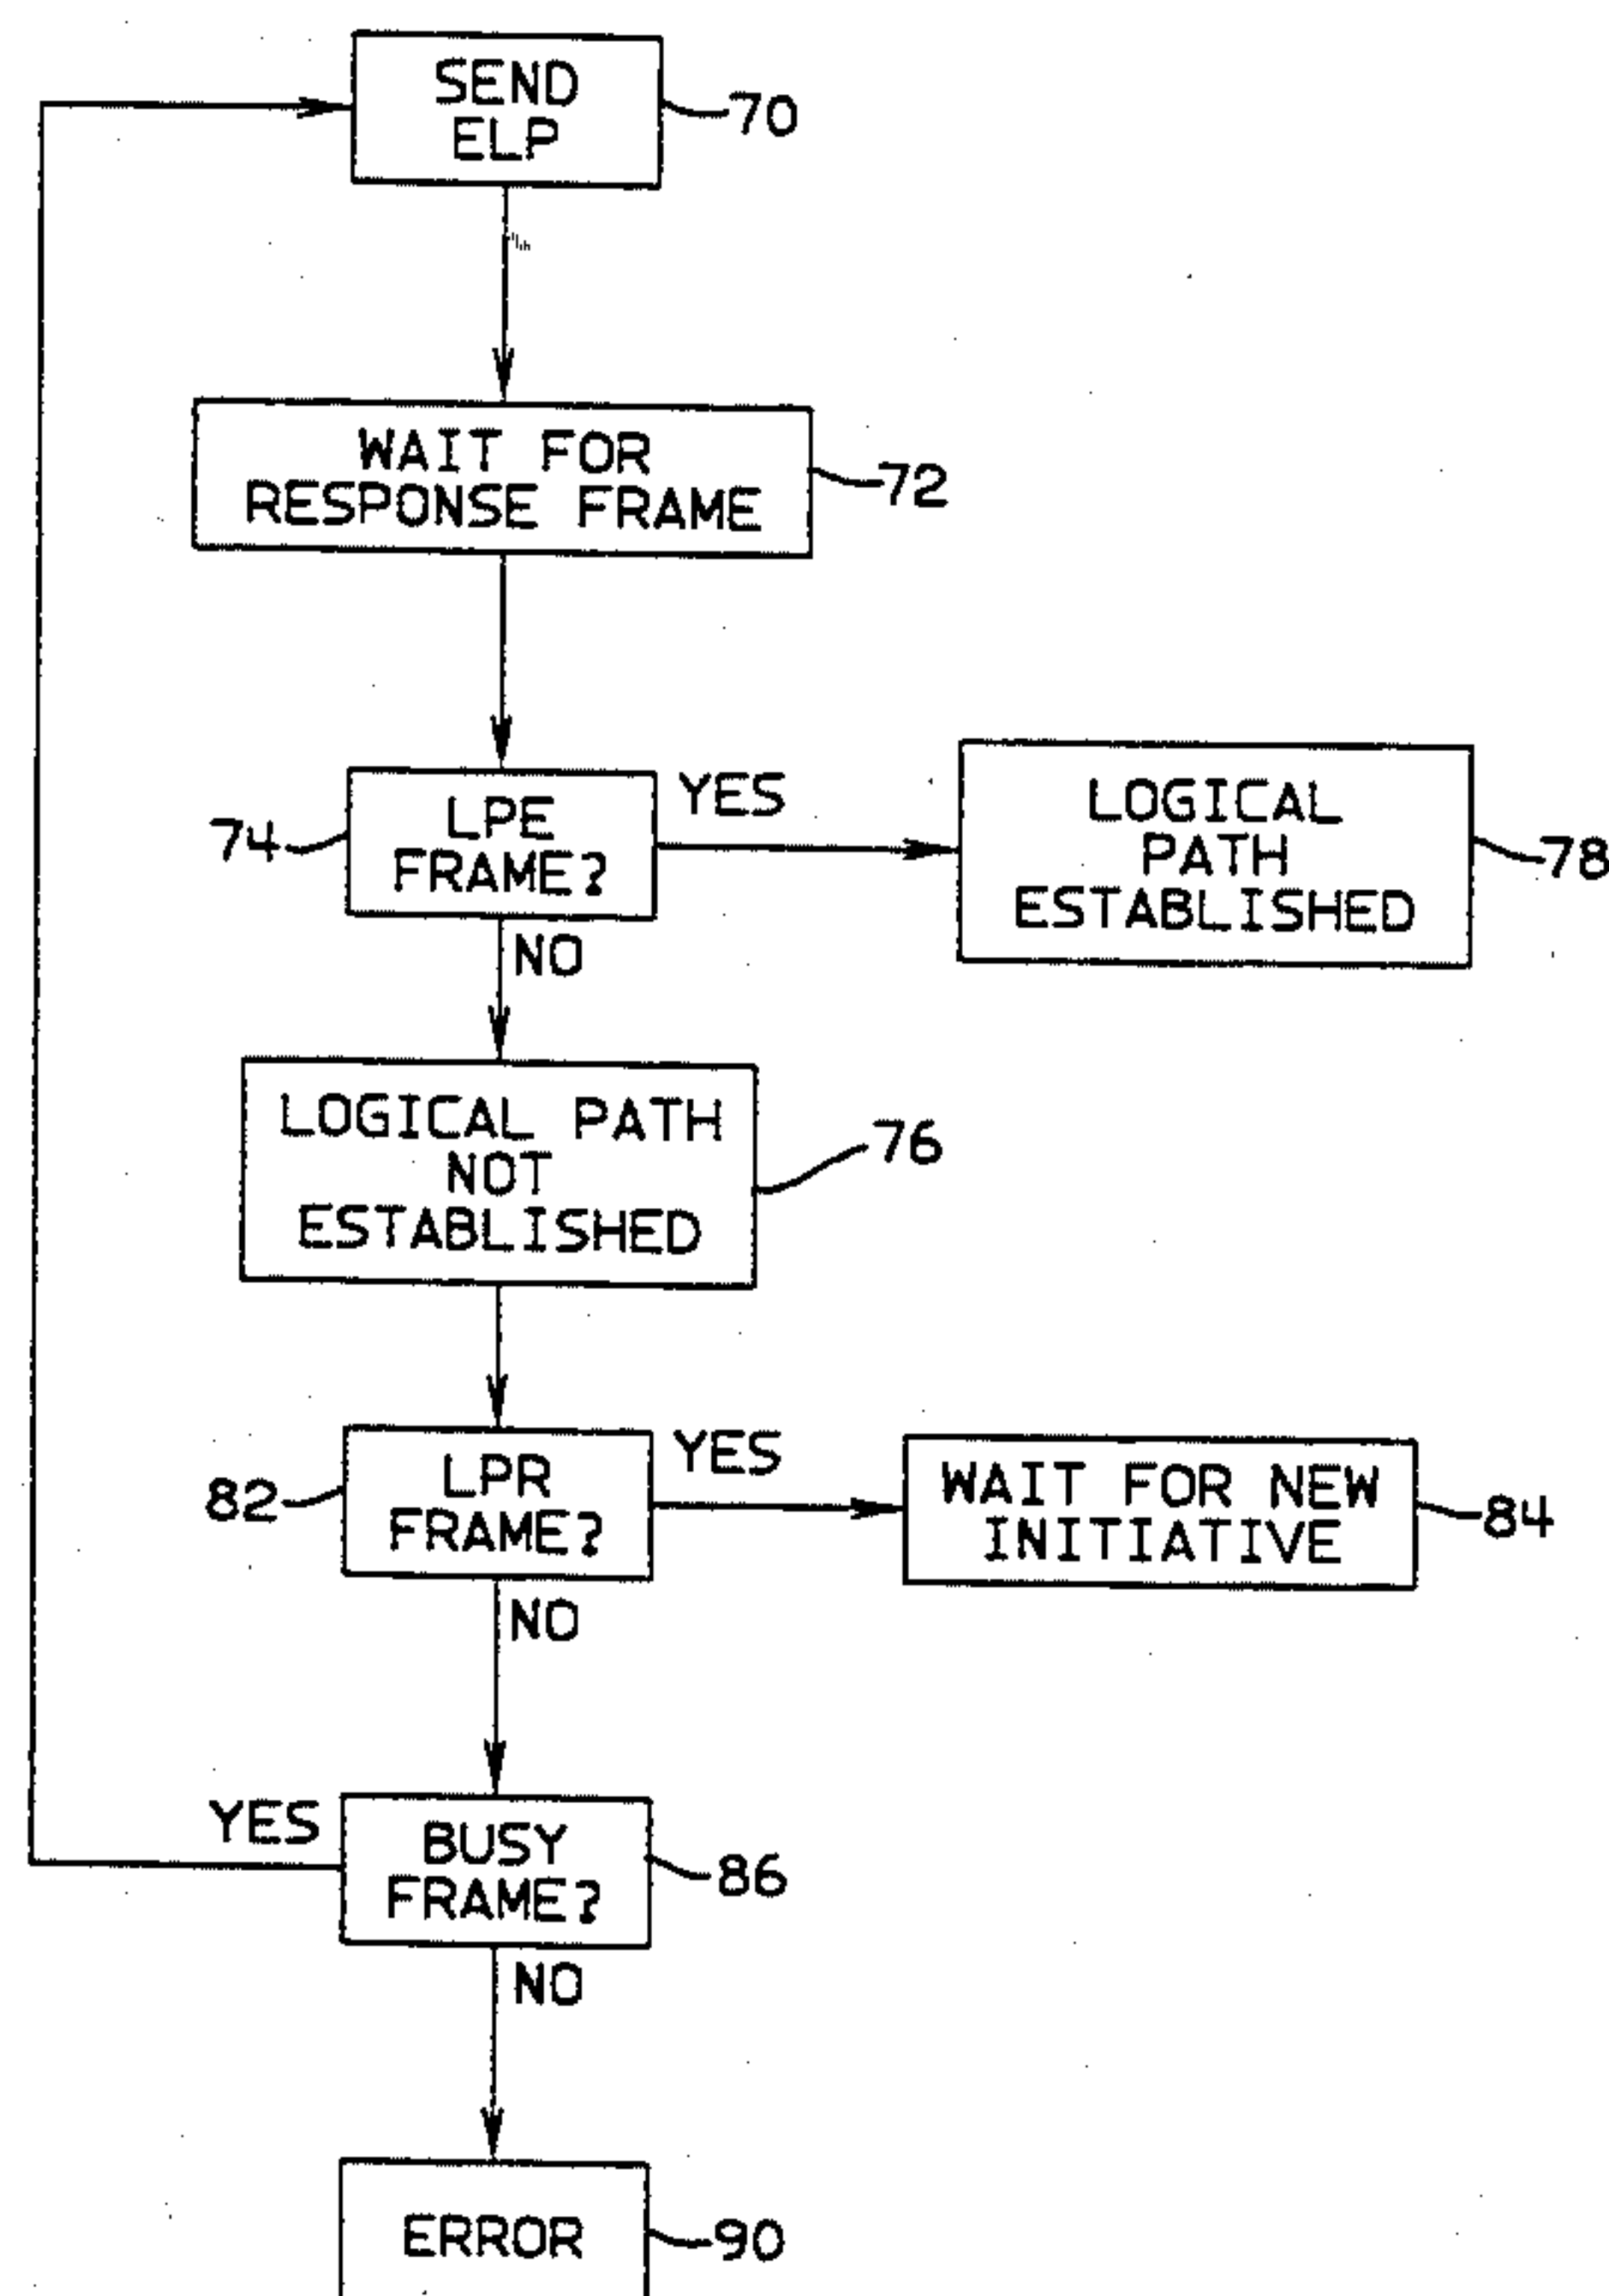 SEND
ELP
70
WAIT FOR
RESPONSE FRAME
72
74
LPE
FRAME?
YES
LOGICAL
PATH
ESTABLISHED
78
NO
LOGICAL PATH
NOT
ESTABLISHED
76
82
LPR
FRAME?
YES
WAIT FOR NEW
INITIATIVE
84
NO
YES
BUSY
FRAME?
86
NO
ERROR
90